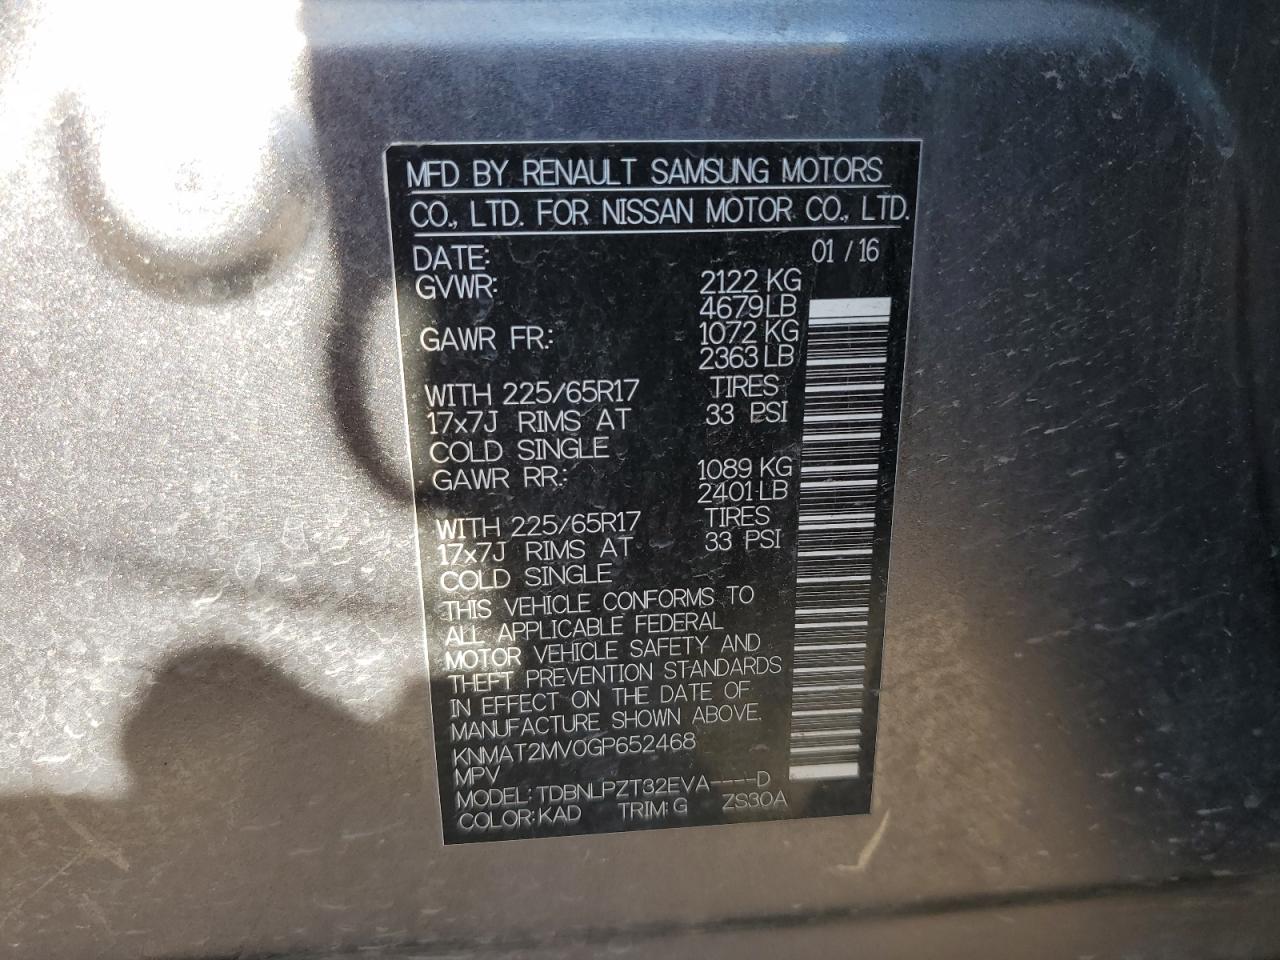 MFD BY RENAULT SAMSUNG MOTORS
CO., LTD. FOR NISSAN MOTOR CO., LTD.
DATE: 01 / 16
GVWR: 2122 KG
4679 LB
GAWR FR: 1072 KG
2363 LB
WITH 225/65R17 TIRES
17x7J RIMS AT 33 PSI
COLD SINGLE
GAWR RR: 1089 KG
2401 LB
WITH 225/65R17 TIRES
17x7J RIMS AT 33 PSI
COLD SINGLE
THIS VEHICLE CONFORMS TO
ALL APPLICABLE FEDERAL
MOTOR VEHICLE SAFETY AND
THEFT PREVENTION STANDARDS
IN EFFECT ON THE DATE OF
MANUFACTURE SHOWN ABOVE.
KNMAT2MV0GP652468
MPV
MODEL: TDBNLPZT32EVA----D
COLOR: KAD TRIM: G ZS30A